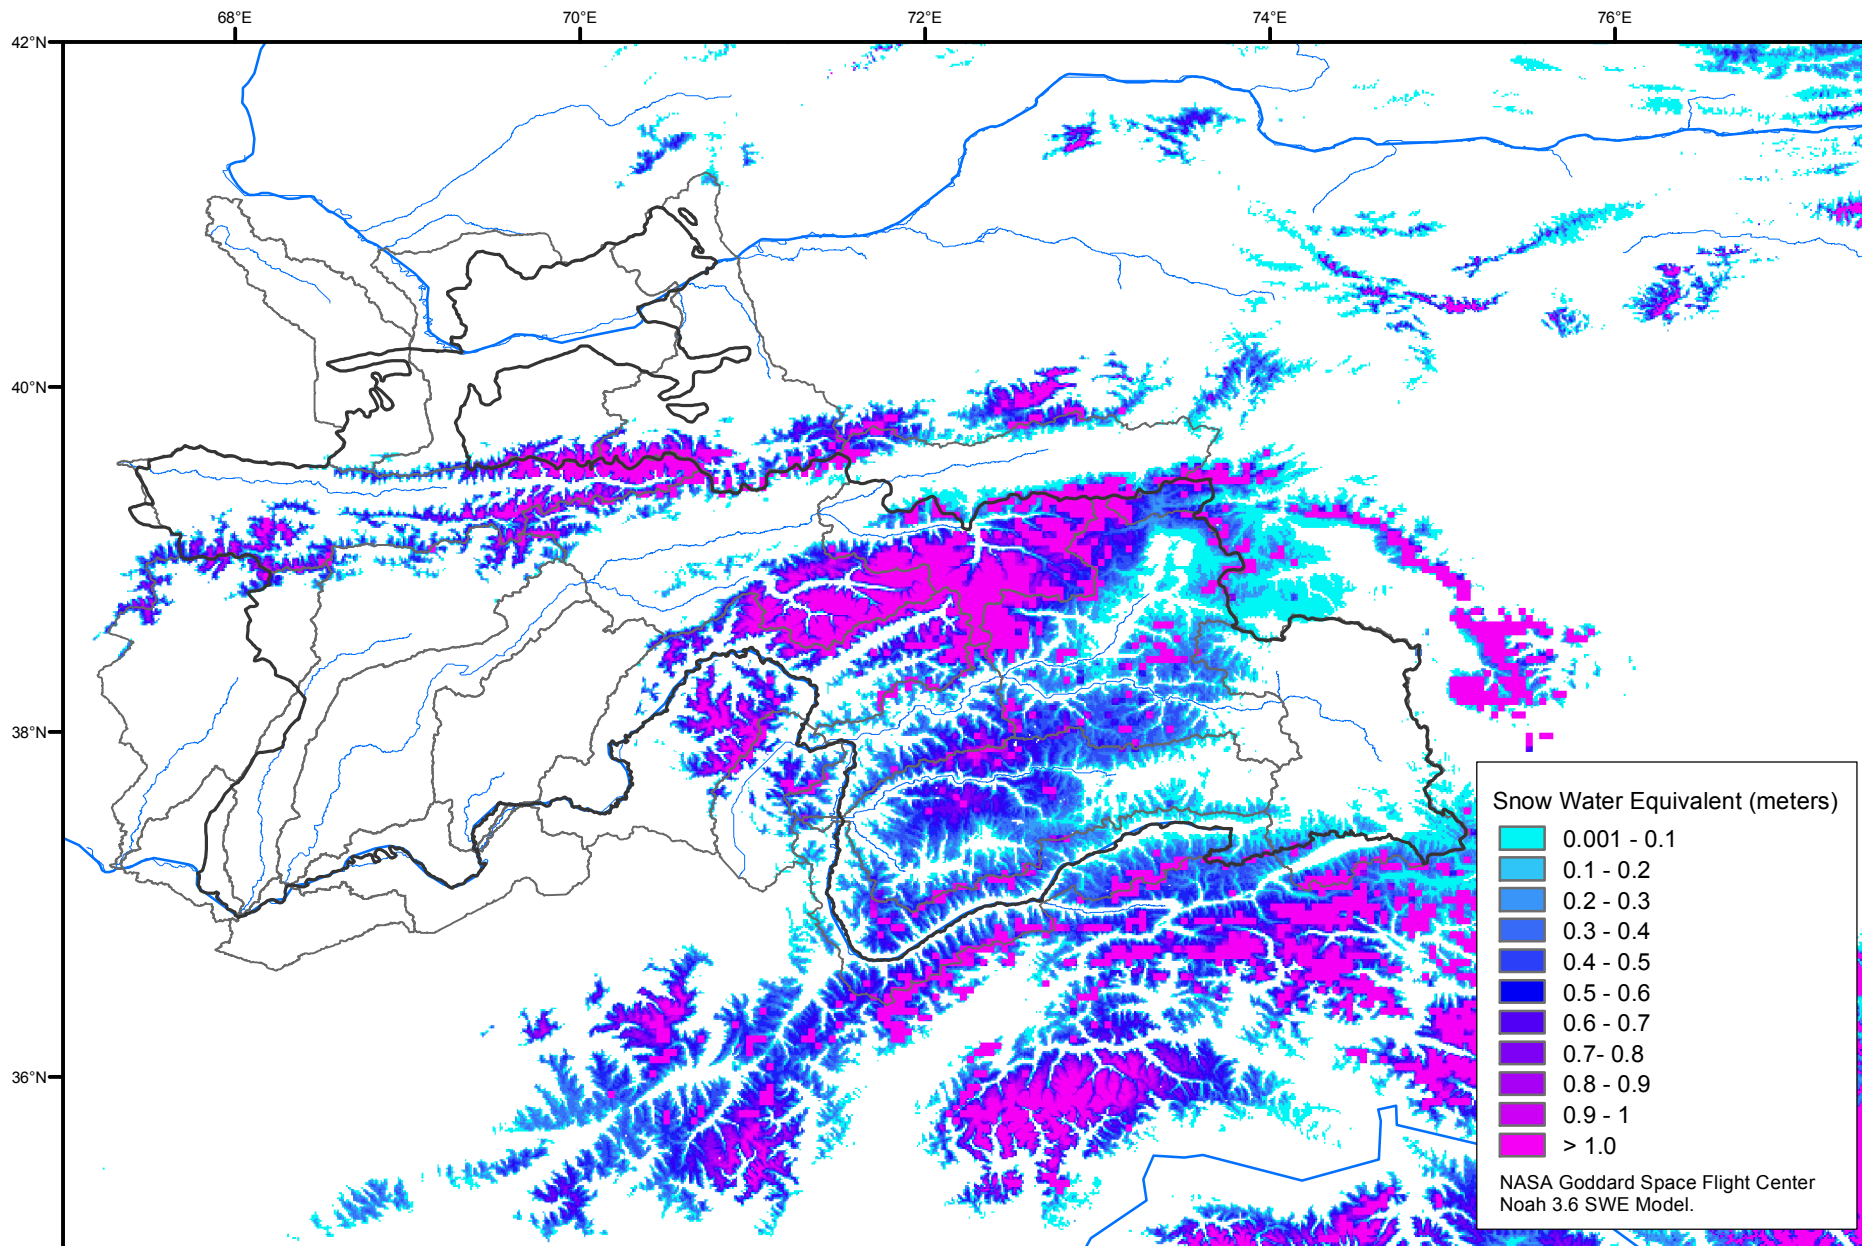 68°E 70°E 72°E 74°E 76°E
42°N
40°N
38°N
36°N
Snow Water Equivalent (meters)
0.001 - 0.1
0.1 - 0.2
0.2 - 0.3
0.3 - 0.4
0.4 - 0.5
0.5 - 0.6
0.6 - 0.7
0.7- 0.8
0.8 - 0.9
0.9 - 1
> 1.0
NASA Goddard Space Flight Center
Noah 3.6 SWE Model.